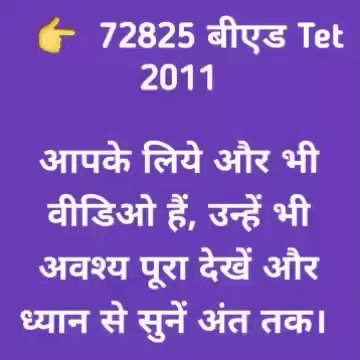 👉 72825 बीएड Tet
2011
आपके लिये और भी
वीडिओ हैं, उन्हें भी
अवश्य पूरा देखें और
ध्यान से सुनें अंत तक।